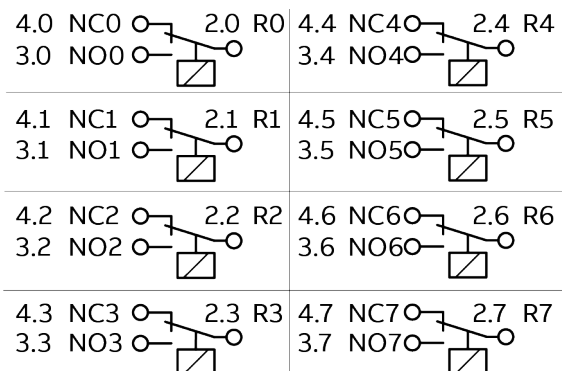 4.0 NC0 2.0 R0
3.0 NO0
4.4 NC4 2.4 R4
3.4 NO4
4.1 NC1 2.1 R1
3.1 NO1
4.5 NC5 2.5 R5
3.5 NO5
4.2 NC2 2.2 R2
3.2 NO2
4.6 NC6 2.6 R6
3.6 NO6
4.3 NC3 2.3 R3
3.3 NO3
4.7 NC7 2.7 R7
3.7 NO7